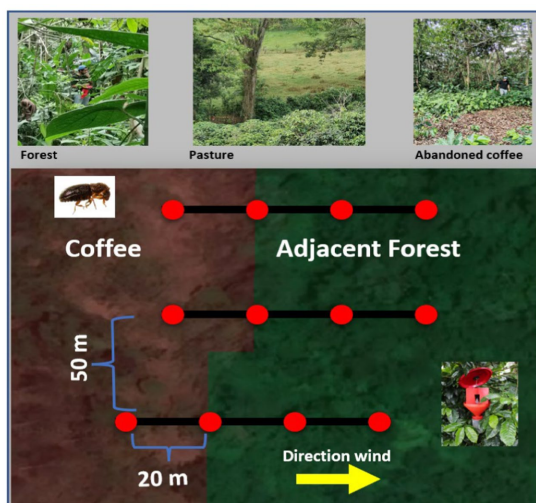 Forest
Pasture
Abandoned coffee
Coffee
Adjacent Forest
50 m
20 m
Direction wind